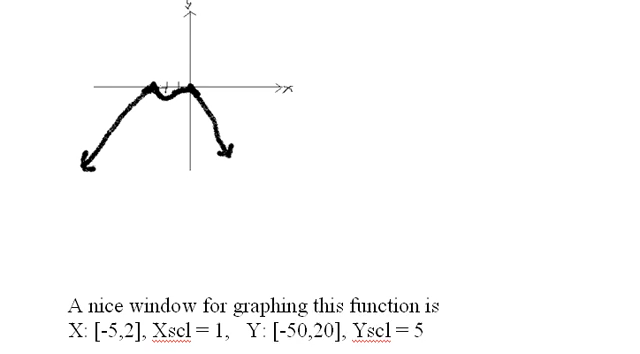 y
x
A nice window for graphing this function is
X: [-5,2], Xscl = 1, Y: [-50,20], Yscl = 5